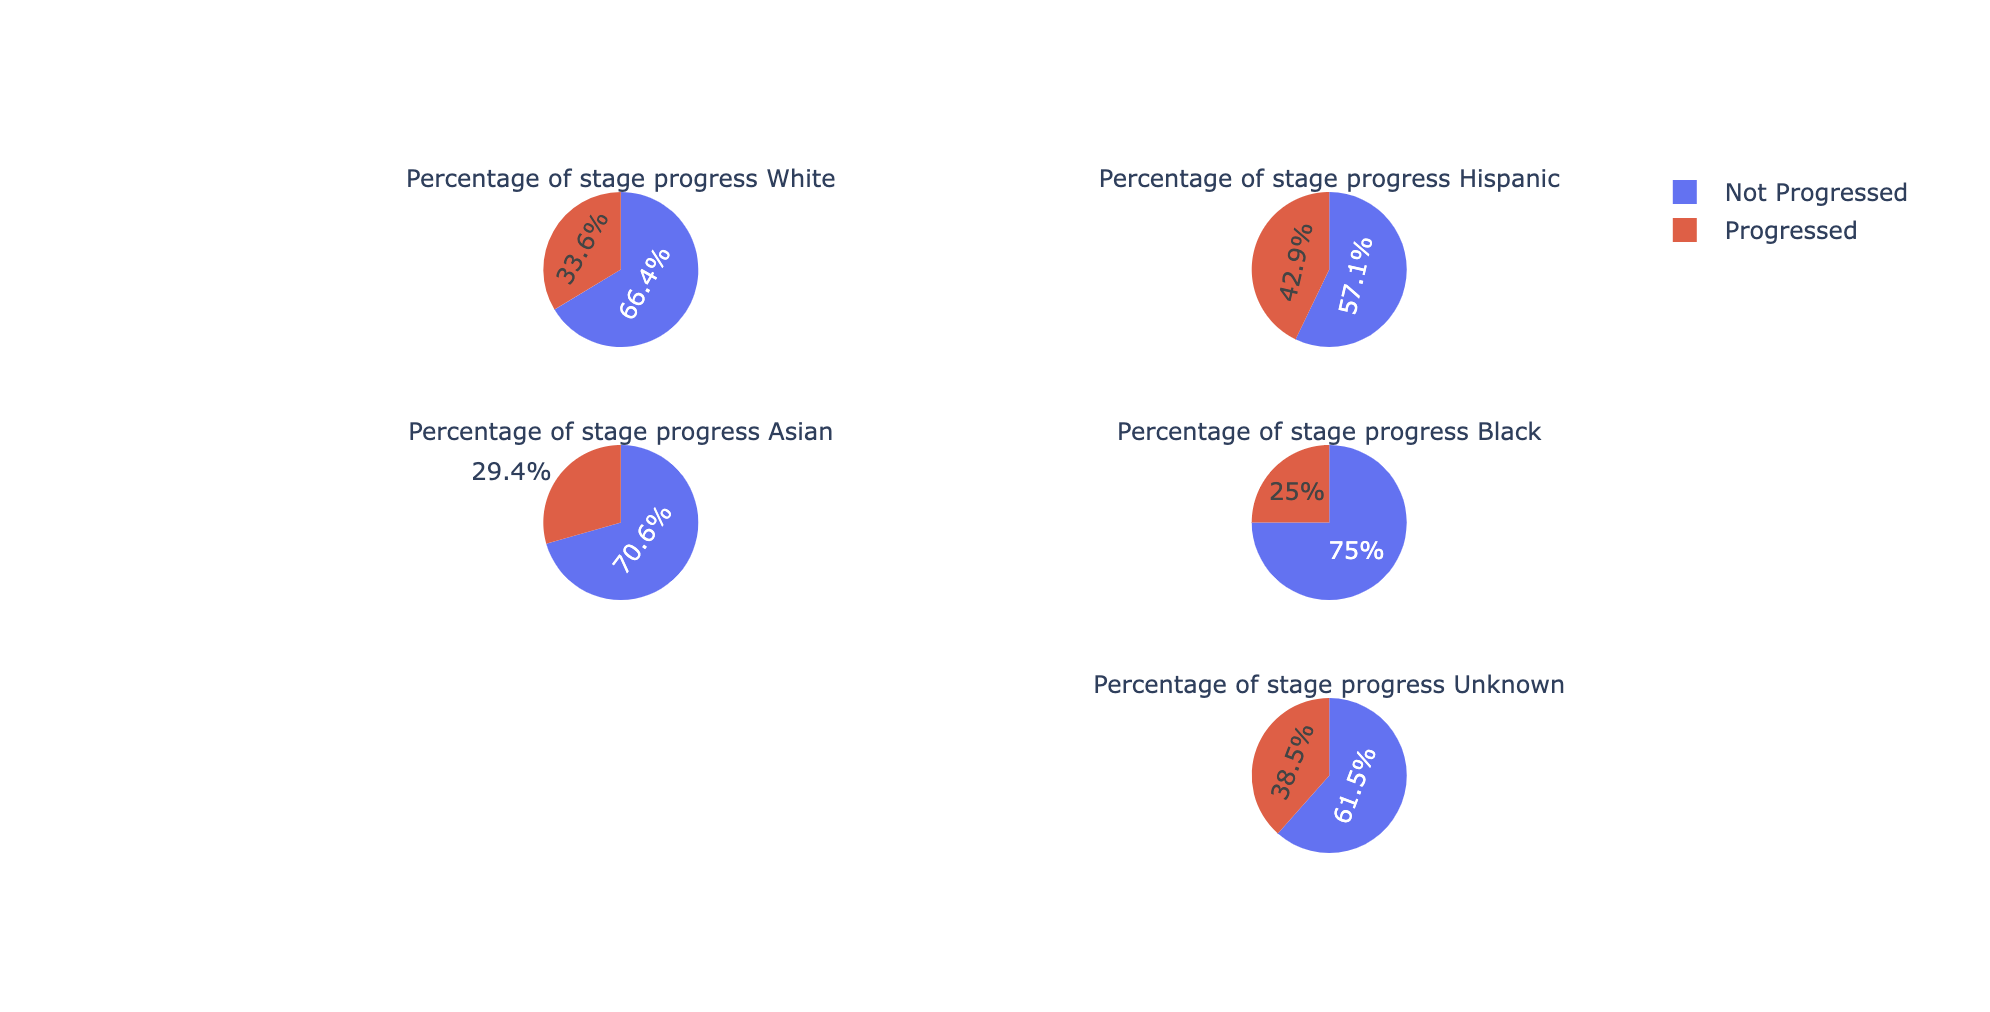 Percentage of stage progress White
33.6%
66.4%
Percentage of stage progress Hispanic
42.9%
57.1%
Not Progressed
Progressed
Percentage of stage progress Asian
29.4%
70.6%
Percentage of stage progress Black
25%
75%
Percentage of stage progress Unknown
38.5%
61.5%